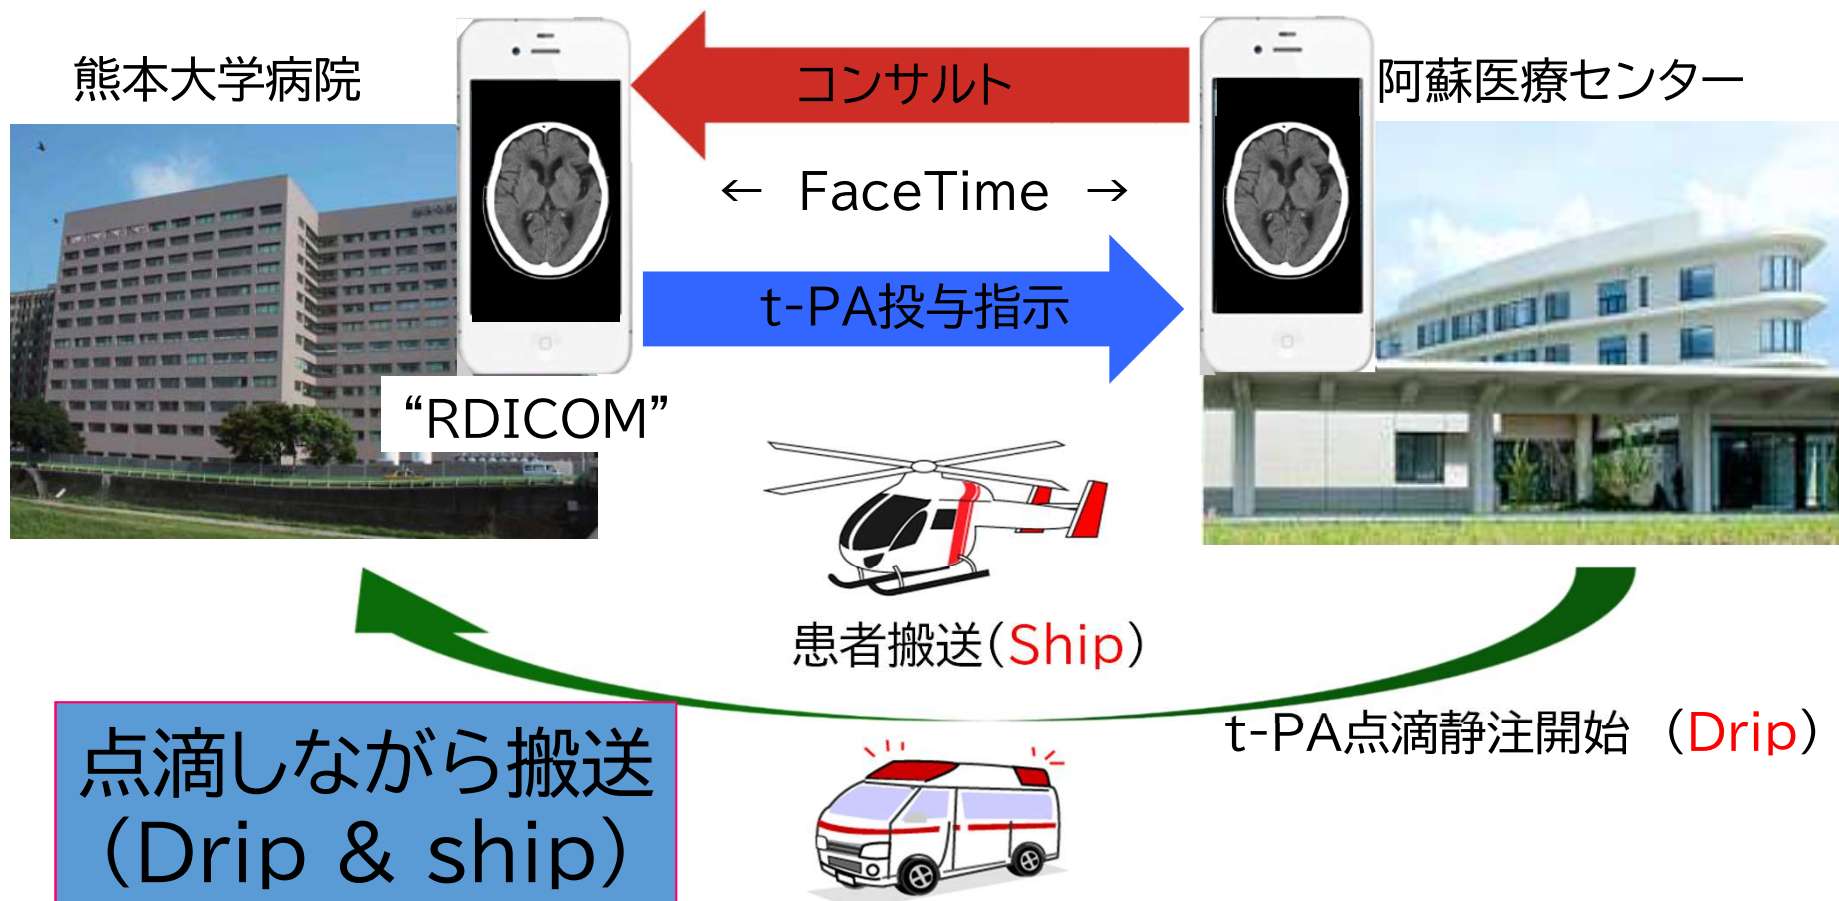 熊本大学病院
コンサルト
阿蘇医療センター
← FaceTime →
t-PA投与指示
“RDICOM”
患者搬送（Ship）
t-PA点滴静注開始 （Drip）
点滴しながら搬送
（Drip & ship）